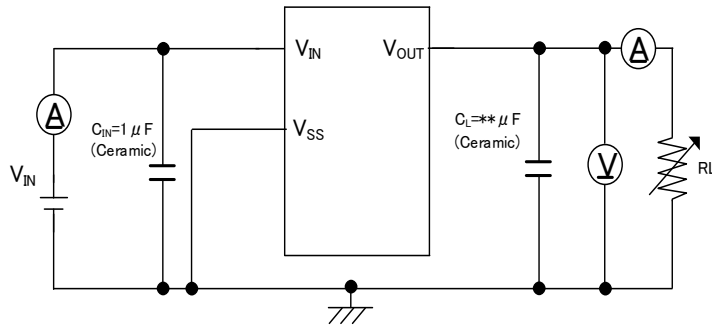 V_IN
V_OUT
A
A
C_IN=1μF
(Ceramic)
V_SS
C_L=**μF
(Ceramic)
V_IN
V
RL